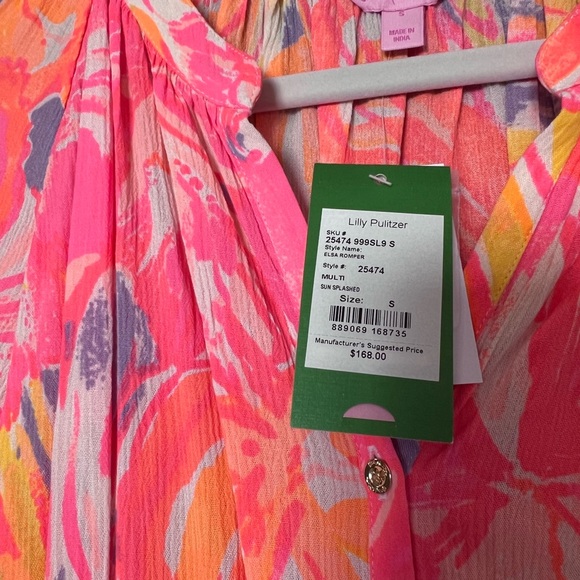 S
MADE IN
INDIA
Lilly Pulitzer
SKU #
25474 999SL9 S
Style Name:
ELSA ROMPER
Style #: 25474
MULTI
SUN SPLASHED
Size: S
889069 168735
Manufacturer's Suggested Price
$168.00